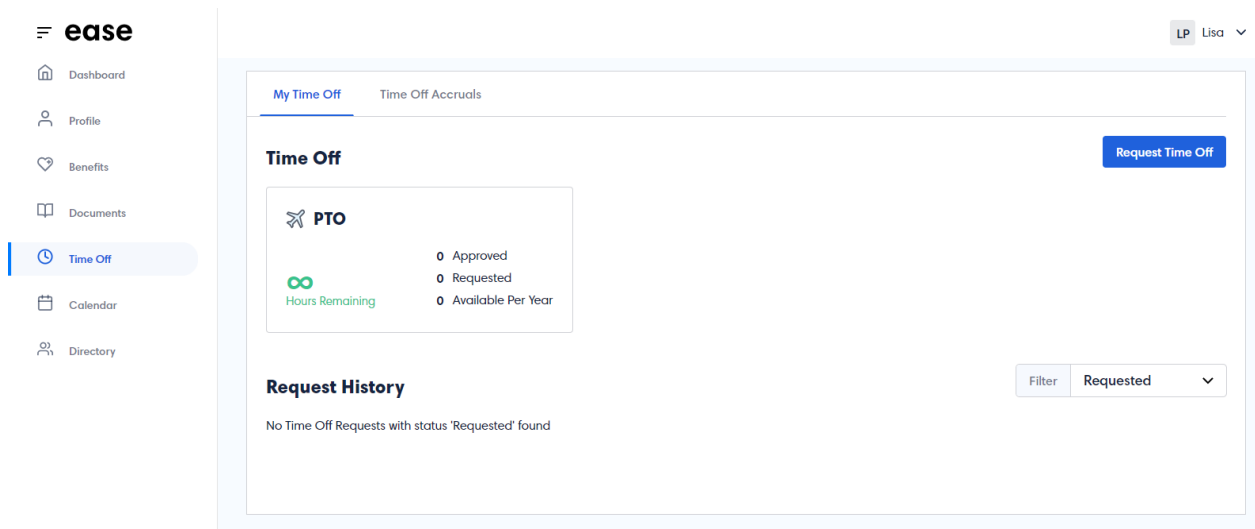 ease
LP Lisa
Dashboard
Profile
Benefits
Documents
Time Off
Calendar
Directory
My Time Off Time Off Accruals
Time Off
Request Time Off
PTO
∞
Hours Remaining
0 Approved
0 Requested
0 Available Per Year
Request History
Filter Requested
No Time Off Requests with status 'Requested' found